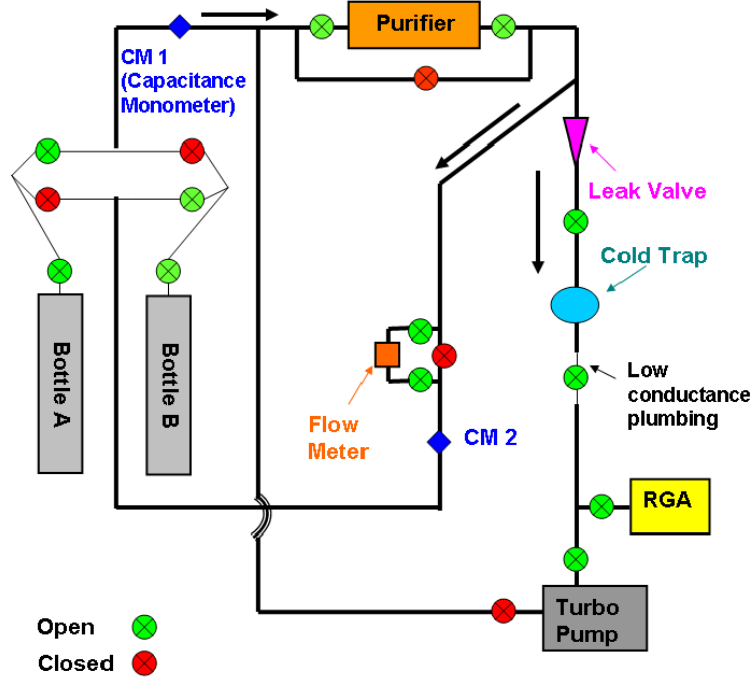 Purifier
CM 1
(Capacitance
Monometer)
Leak Valve
Cold Trap
Bottle A
Bottle B
Low
conductance
plumbing
Flow
Meter
CM 2
RGA
Turbo
Pump
Open
Closed